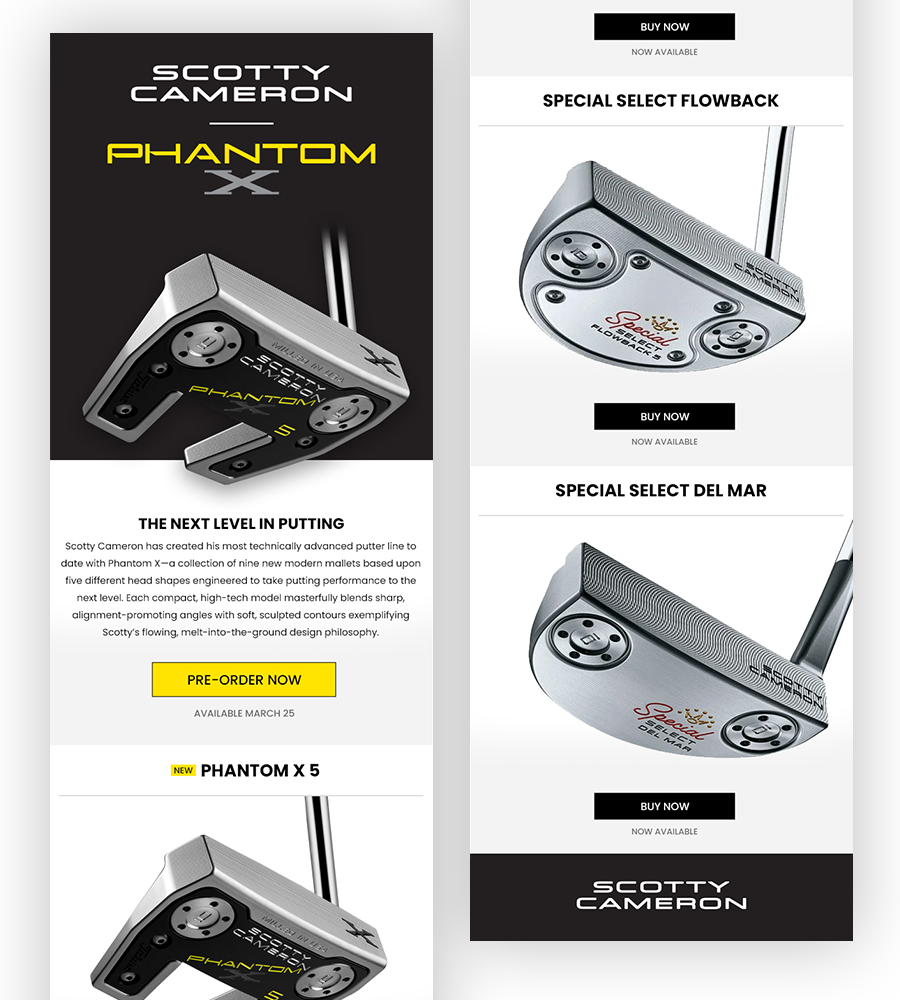 SCOTTY
CAMERON
PHANTOM
X
MILLED IN USA
X
SCOTTY
CAMERON
PHANTOM
X
5
THE NEXT LEVEL IN PUTTING
Scotty Cameron has created his most technically advanced putter line to
date with Phantom X—a collection of nine new modern mallets based upon
five different head shapes engineered to take putting performance to the
next level. Each compact, high-tech model masterfully blends sharp,
alignment-promoting angles with soft, sculpted contours exemplifying
Scotty's flowing, melt-into-the-ground design philosophy.
PRE-ORDER NOW
AVAILABLE MARCH 25
NEW PHANTOM X 5
MILLED IN USA
X
SCOTTY
CAMERON
PHANTOM
X
5
BUY NOW
NOW AVAILABLE
SPECIAL SELECT FLOWBACK
SCOTTY
CAMERON
Special
SELECT
FLOWBACK 5
BUY NOW
NOW AVAILABLE
SPECIAL SELECT DEL MAR
SCOTTY
CAMERON
Special
SELECT
DEL MAR
BUY NOW
NOW AVAILABLE
SCOTTY
CAMERON